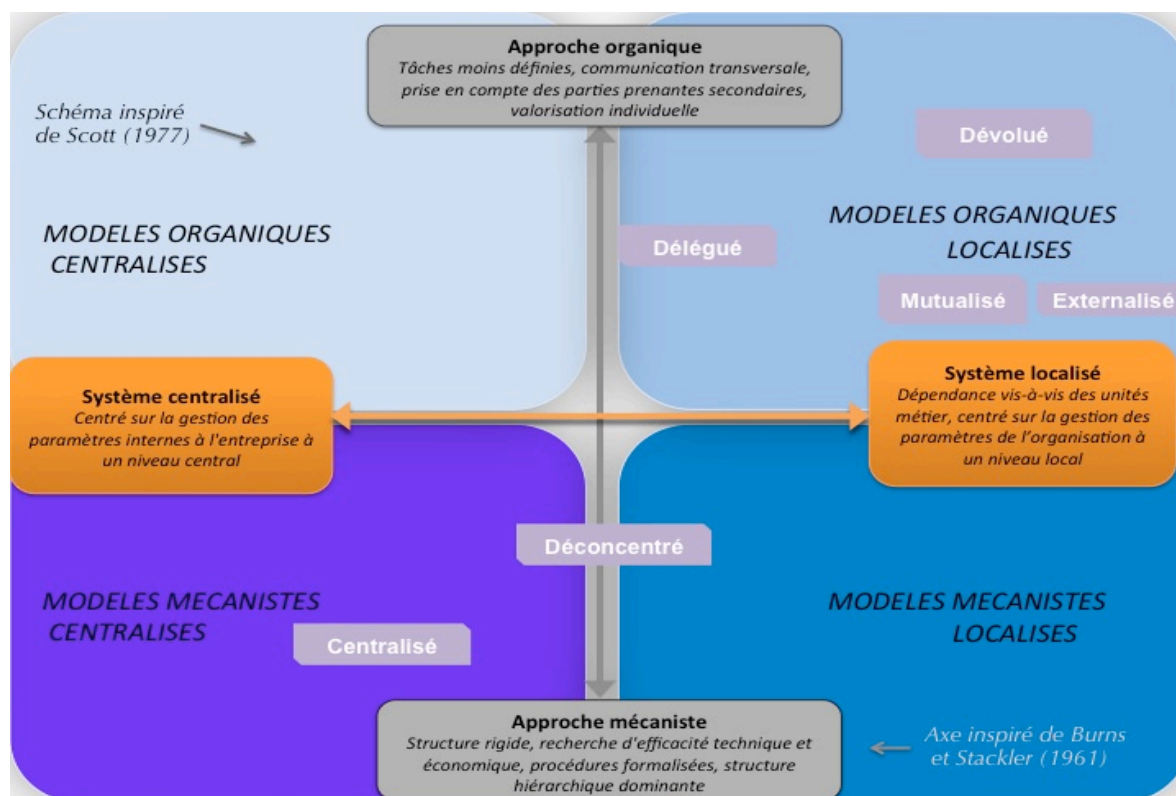 Approche organique
Tâches moins définies, communication transversale,
prise en compte des parties prenantes secondaires,
valorisation individuelle
Schéma inspiré
de Scott (1977)
Dévolué
MODELES ORGANIQUES
CENTRALISES
MODELES ORGANIQUES
LOCALISES
Délégué
Mutualisé
Externalisé
Système centralisé
Centré sur la gestion des
paramètres internes à l'entreprise à
un niveau central
Système localisé
Dépendance vis-à-vis des unités
métier, centré sur la gestion des
paramètres de l'organisation à
un niveau local
Déconcentré
MODELES MECANISTES
CENTRALISES
MODELES MECANISTES
LOCALISES
Centralisé
Approche mécaniste
Structure rigide, recherche d'efficacité technique et
économique, procédures formalisées, structure
hiérarchique dominante
Axe inspiré de Burns
et Stackler (1961)